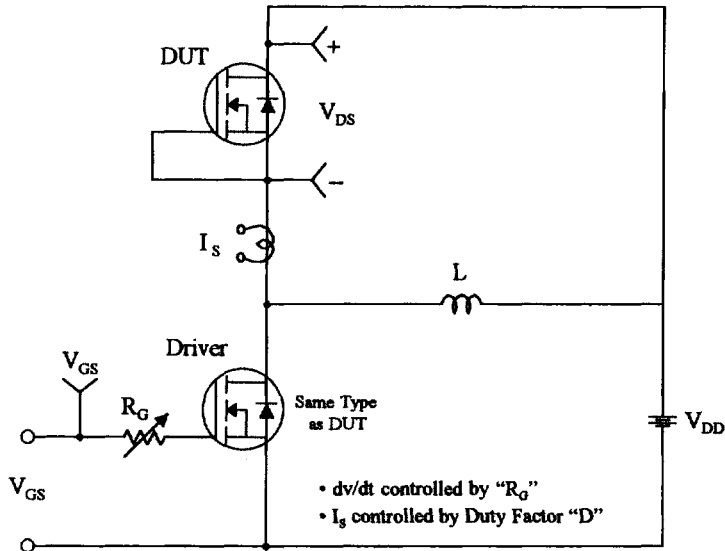 DUT
+
V_DS
−
I_S
L
Driver
V_GS
R_G
Same Type
as DUT
V_DD
V_GS
• dv/dt controlled by “R_G”
• I_S controlled by Duty Factor “D”